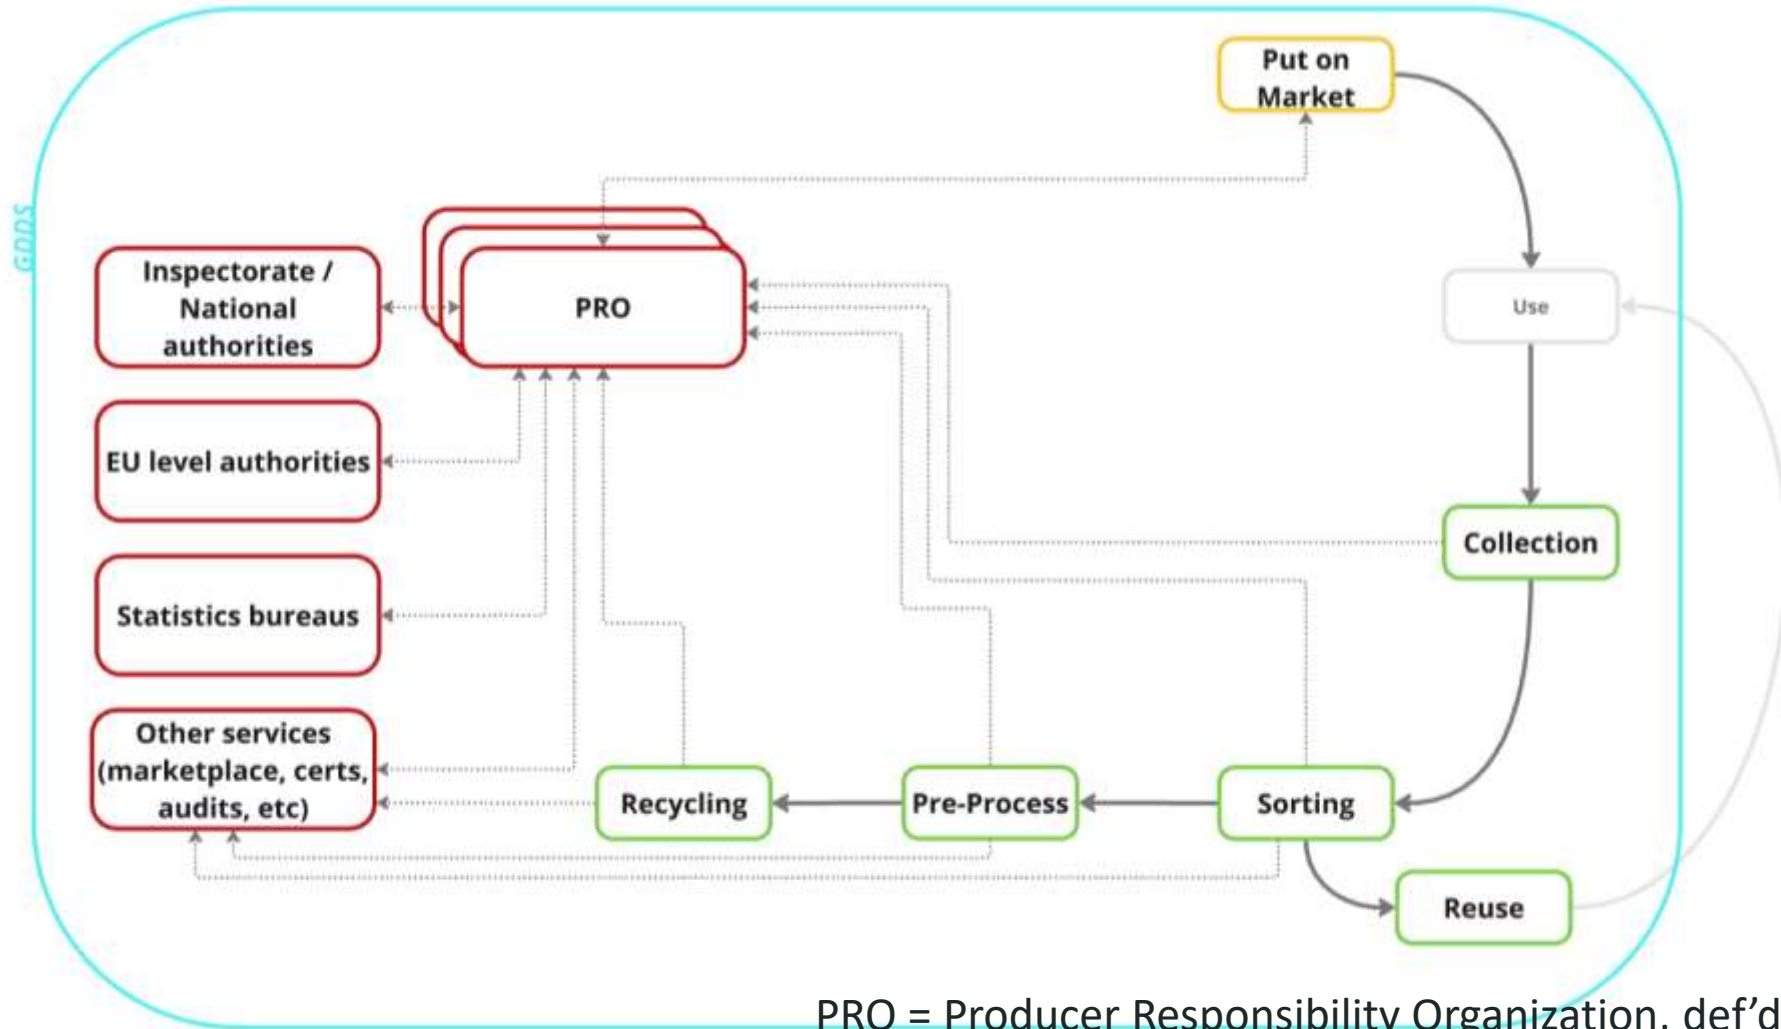 Put on
Market
GDDS
Inspectorate /
National
authorities
PRO
Use
EU level authorities
Collection
Statistics bureaus
Other services
(marketplace, certs,
audits, etc)
Recycling
Pre-Process
Sorting
Reuse
PRO = Producer Responsibility Organization, def’d